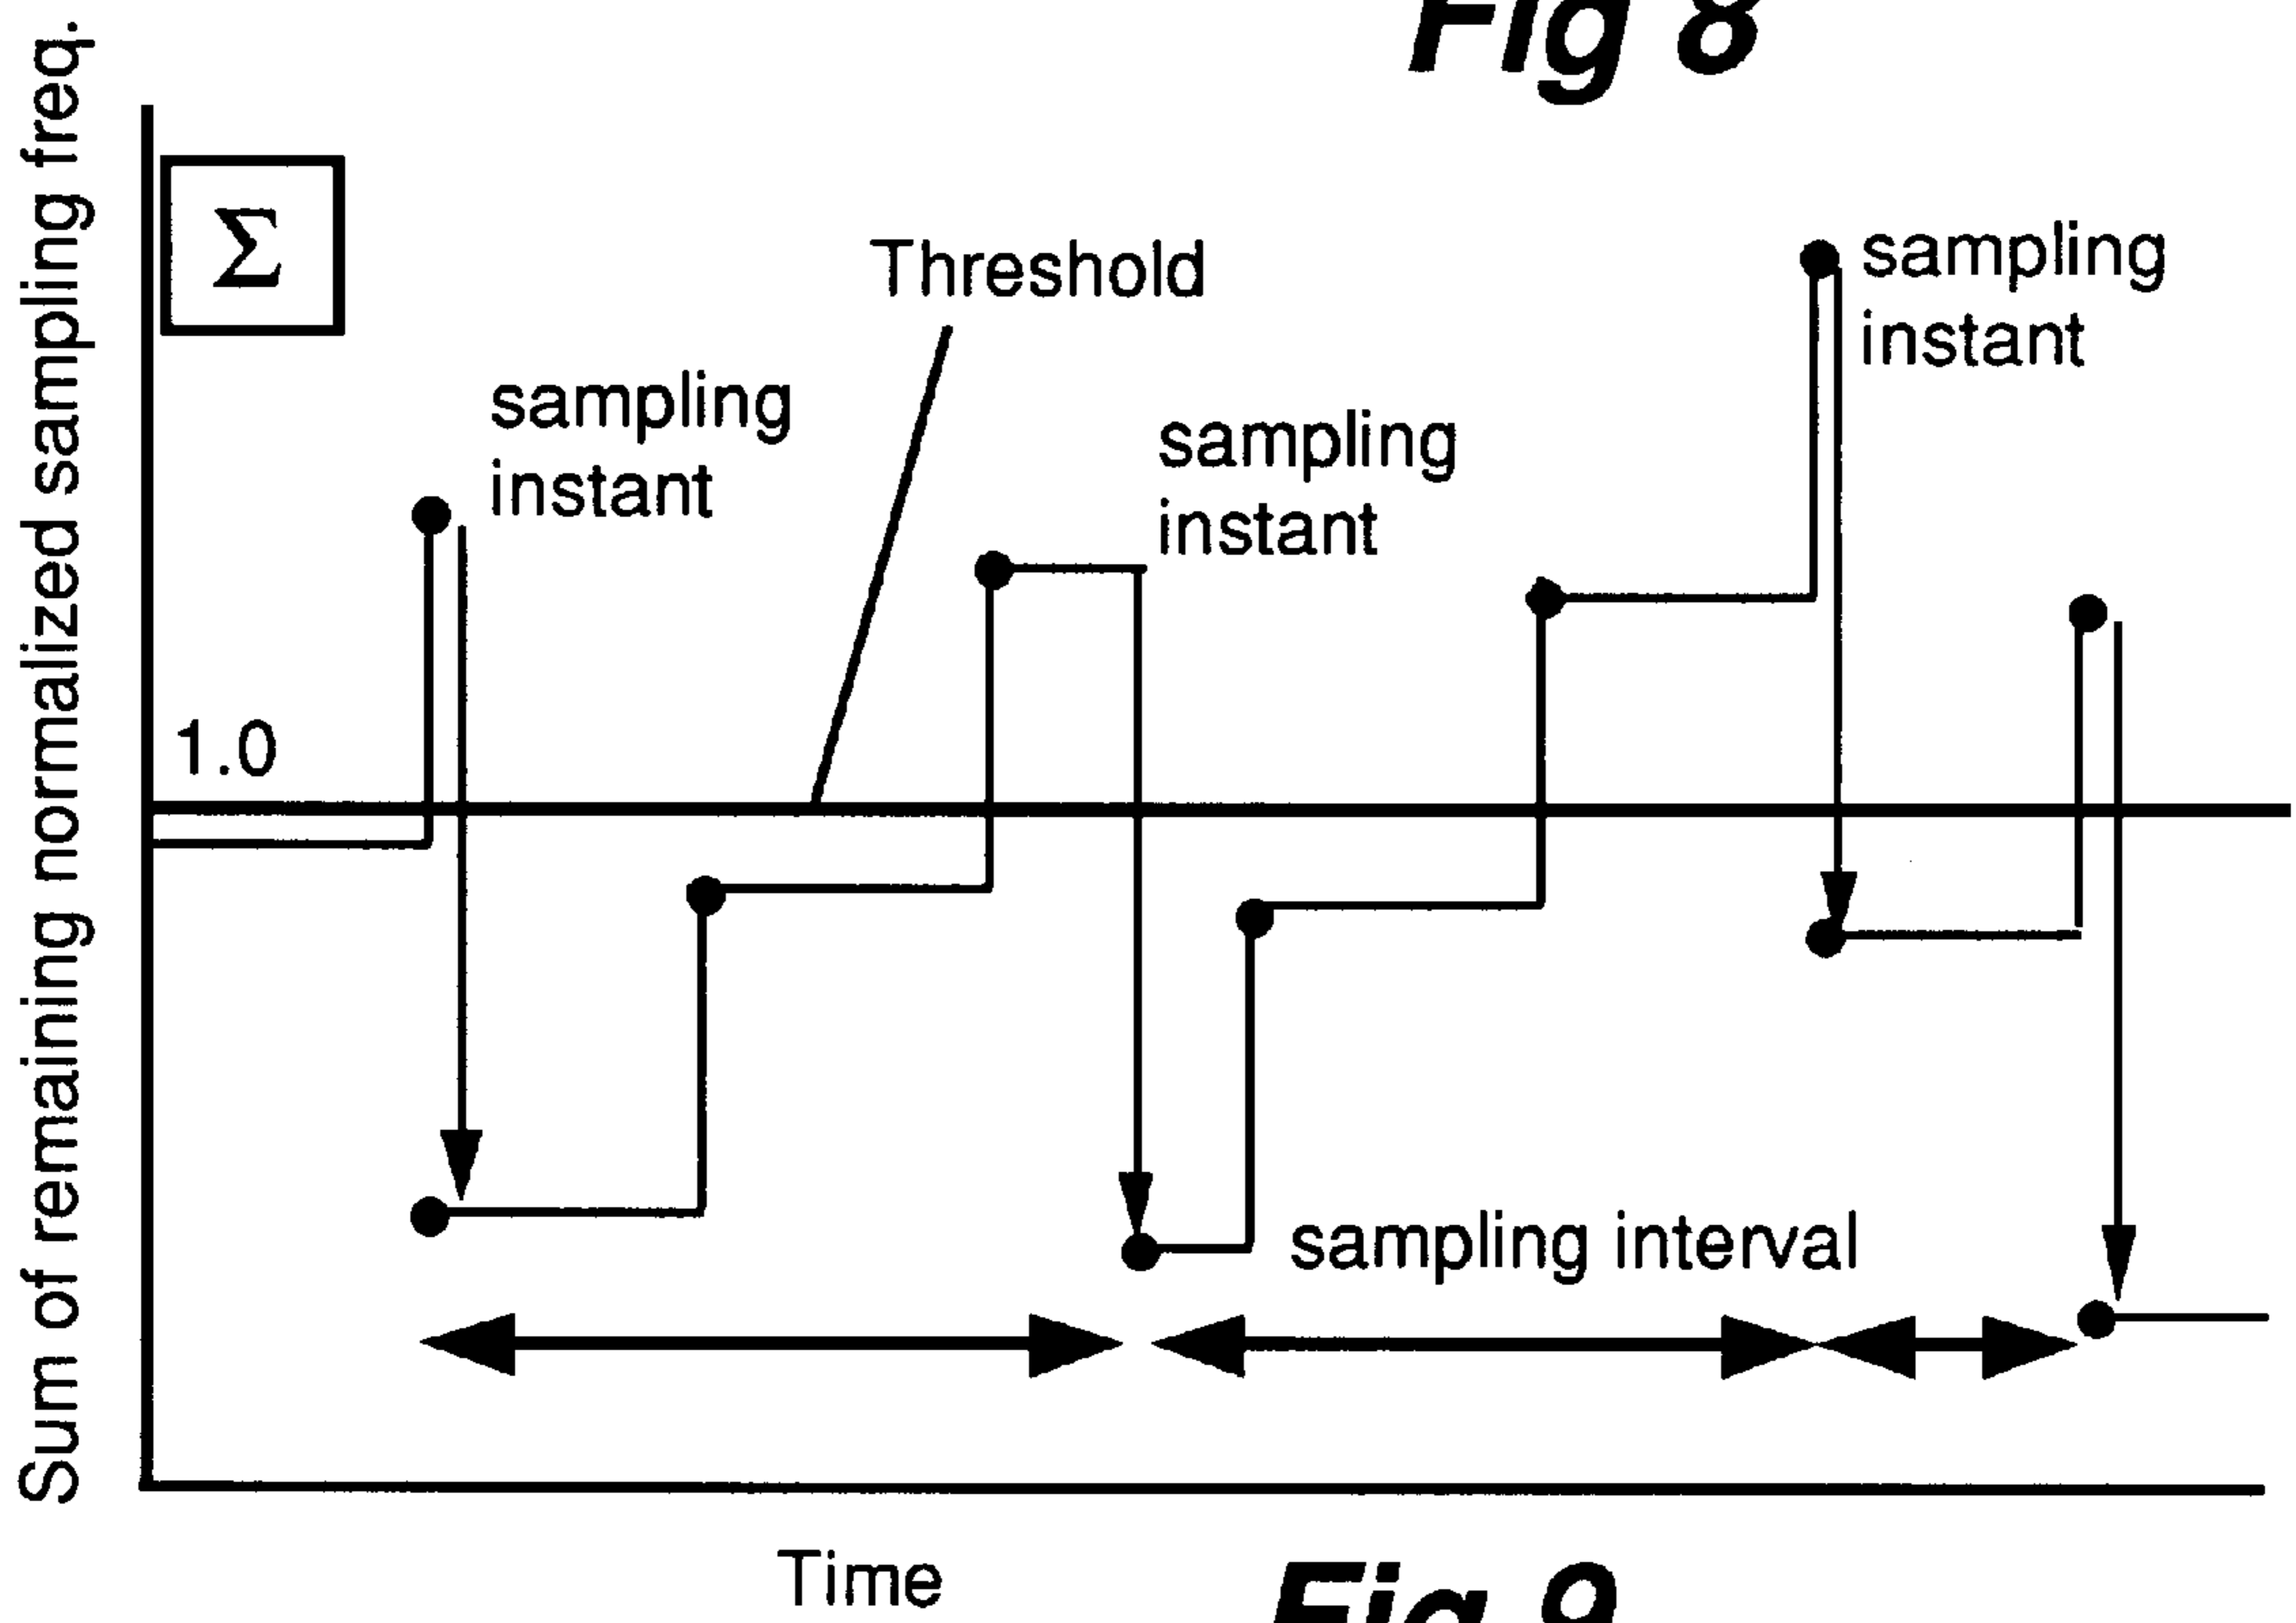 Fig 8
Sum of remaining normalized sampling freq.
Σ
Threshold
sampling
instant
sampling
instant
sampling
instant
1.0
sampling interval
Time
Fig 9